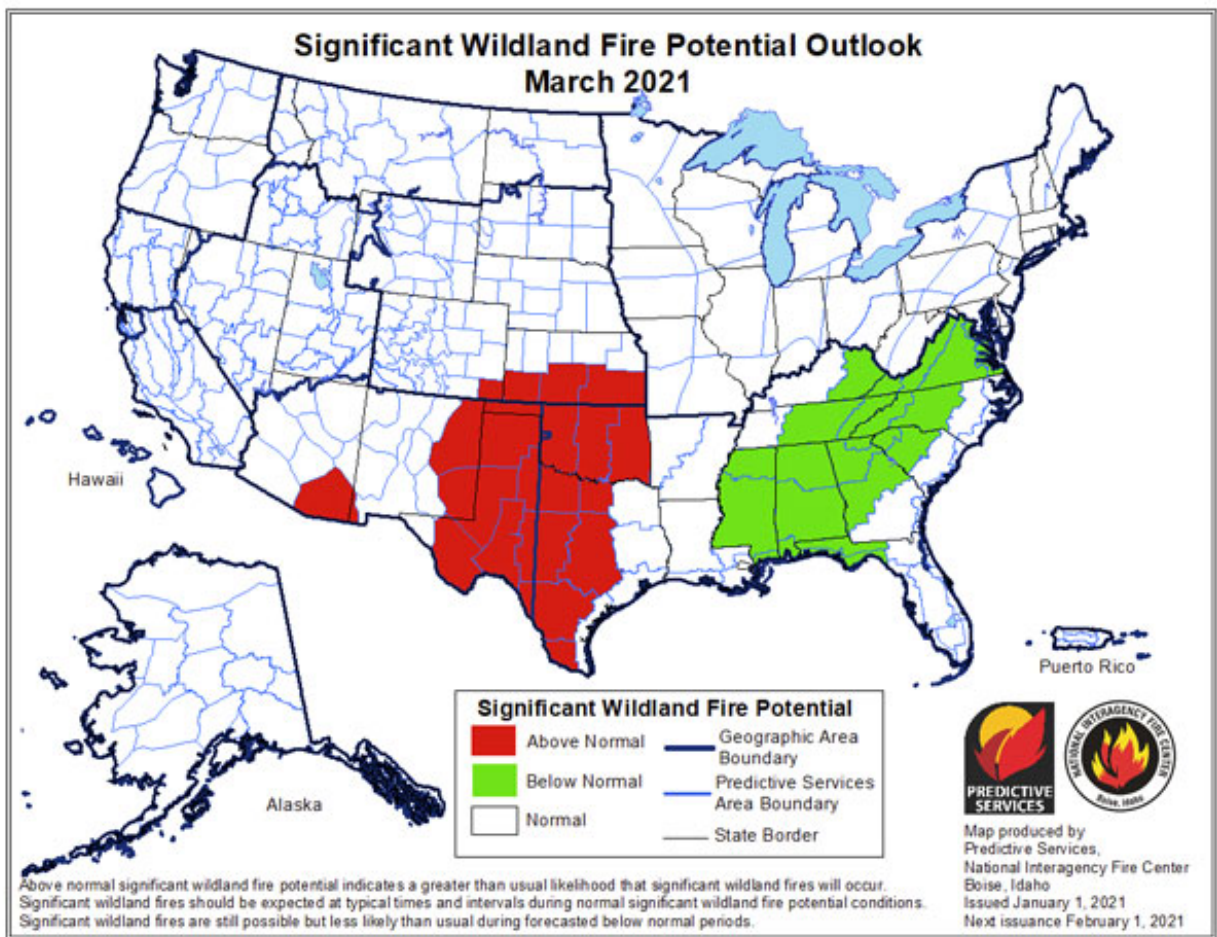 Significant Wildland Fire Potential Outlook
March 2021
Hawaii
Puerto Rico
Alaska
Significant Wildland Fire Potential
Above Normal
Below Normal
Normal
Geographic Area
Boundary
Predictive Services
Area Boundary
State Border
PREDICTIVE
SERVICES
NATIONAL INTERAGENCY FIRE CENTER
Boise, Idaho
Map produced by
Predictive Services,
National Interagency Fire Center
Boise, Idaho
Issued January 1, 2021
Next issuance February 1, 2021
Above normal significant wildland fire potential indicates a greater than usual likelihood that significant wildland fires will occur.
Significant wildland fires should be expected at typical times and intervals during normal significant wildland fire potential conditions.
Significant wildland fires are still possible but less likely than usual during forecasted below normal periods.